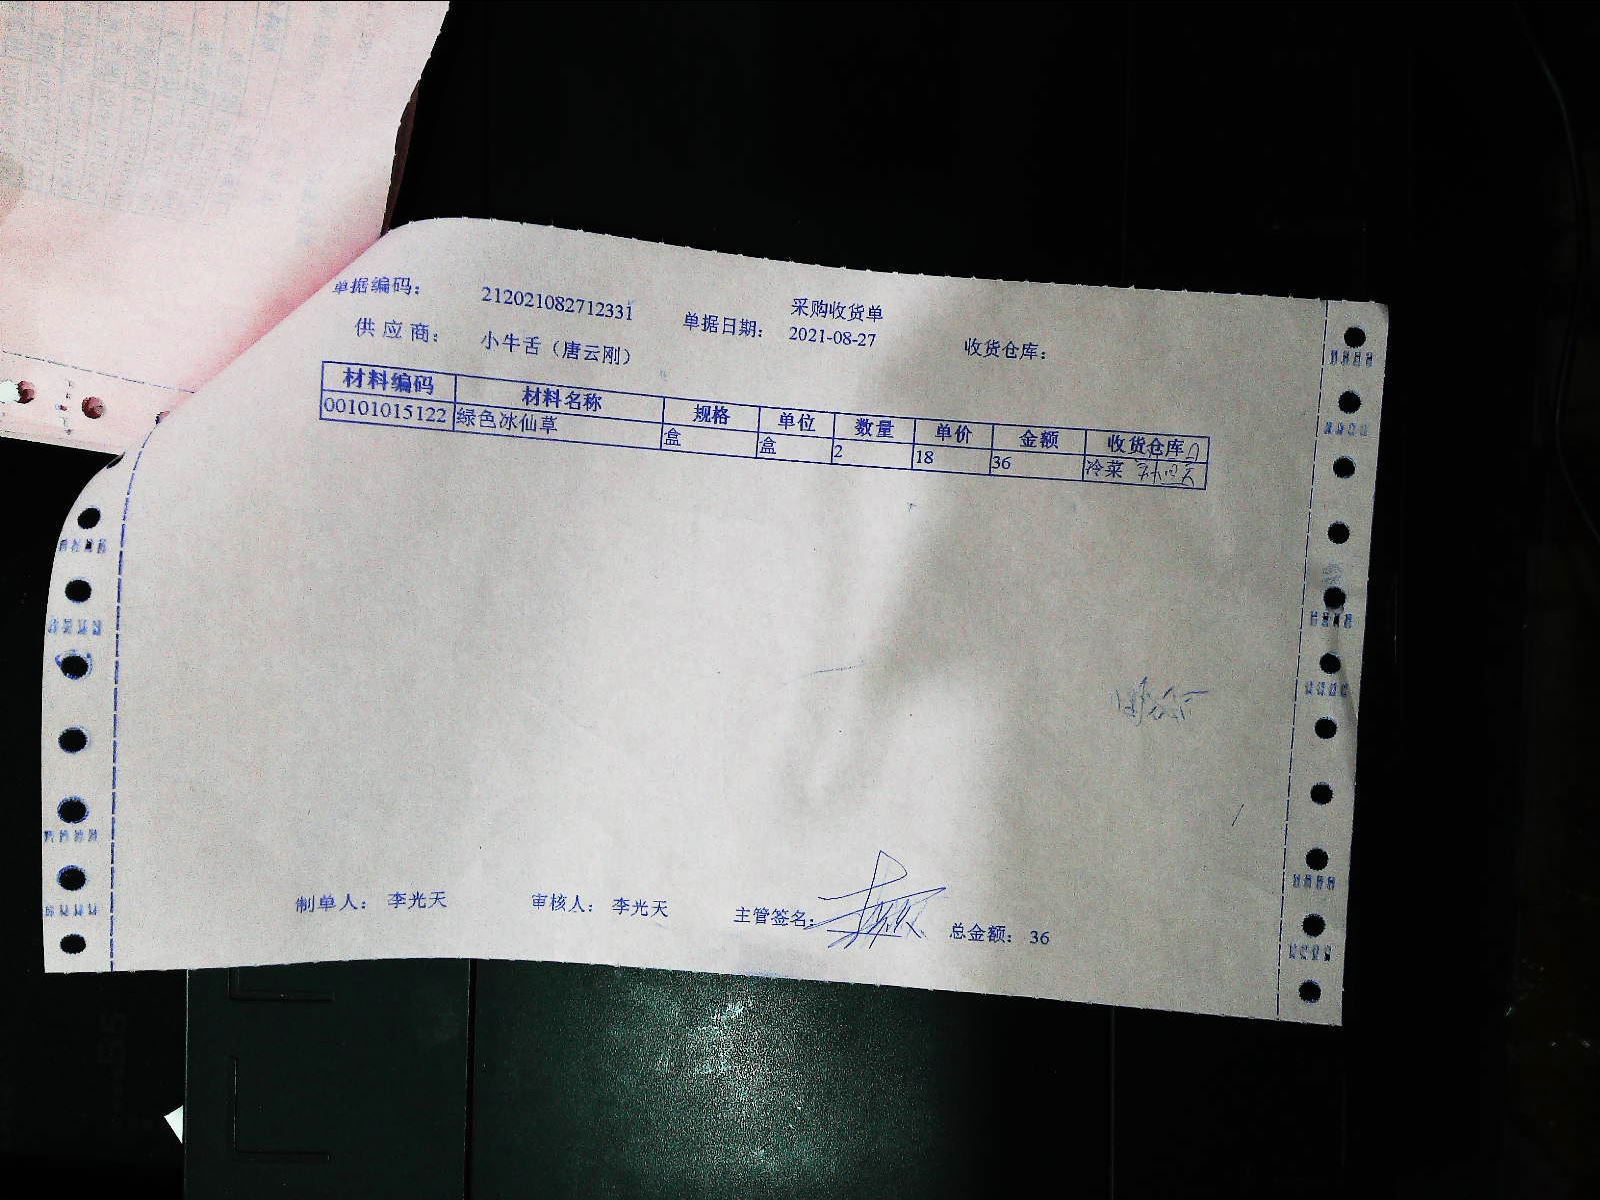 采购收货单
单据编码： 212021082712331 单据日期： 2021-08-27 收货仓库：
供应商： 小牛舌（唐云刚）
材料编码 材料名称 规格 单位 数量 单价 金额 收货仓库
00101015122 绿色冰仙草 盒 盒 2 18 36 冷菜
制单人： 李光天 审核人： 李光天 主管签名： 总金额： 36